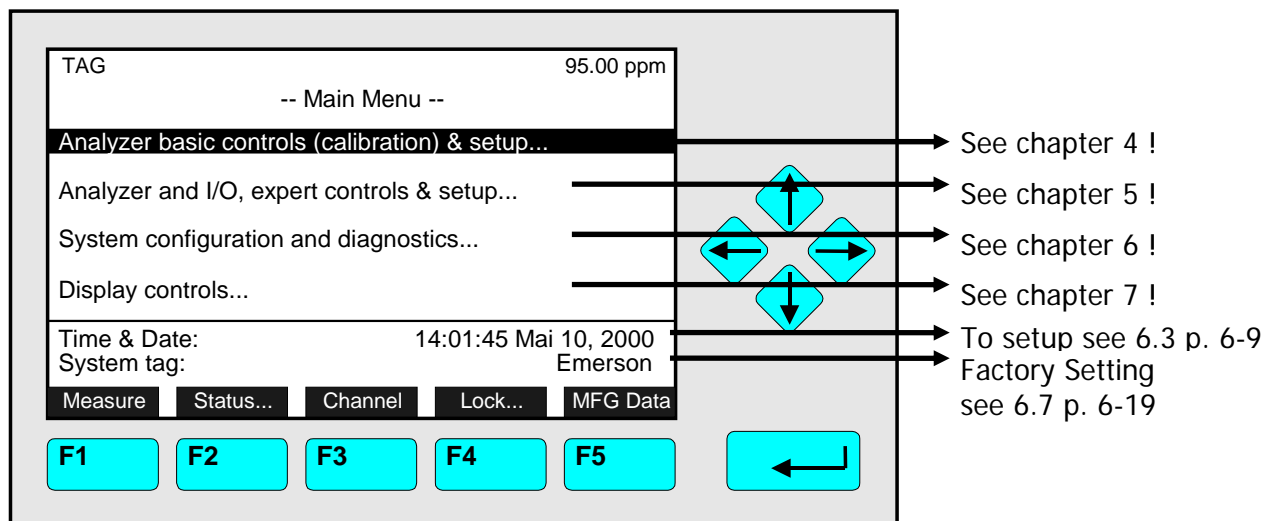 TAG 95.00 ppm
-- Main Menu --
Analyzer basic controls (calibration) & setup...
See chapter 4 !
Analyzer and I/O, expert controls & setup...
See chapter 5 !
System configuration and diagnostics...
See chapter 6 !
Display controls...
See chapter 7 !
Time & Date: 14:01:45 Mai 10, 2000
To setup see 6.3 p. 6-9
System tag: Emerson
Factory Setting
see 6.7 p. 6-19
Measure Status... Channel Lock... MFG Data
F1 F2 F3 F4 F5